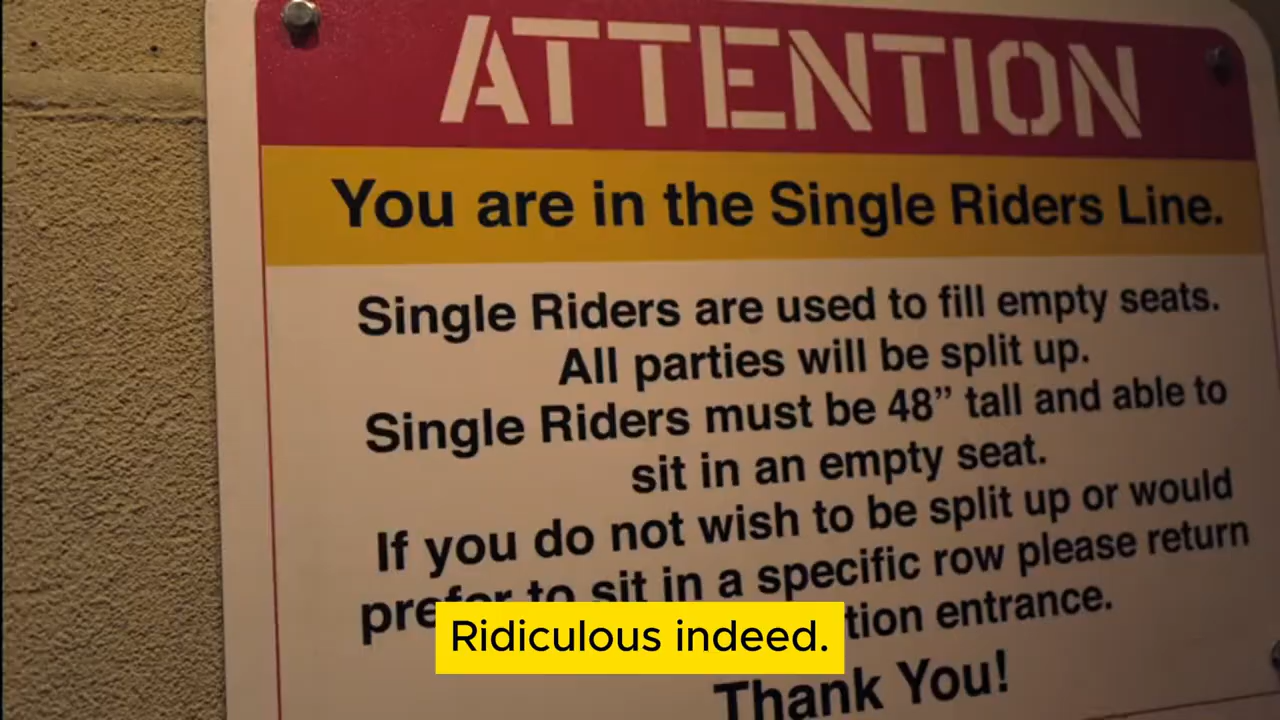 ATTENTION
You are in the Single Riders Line.
Single Riders are used to fill empty seats.
All parties will be split up.
Single Riders must be 48” tall and able to
sit in an empty seat.
If you do not wish to be split up or would
prefer to sit in a specific row please return
tion entrance.
Ridiculous indeed.
Thank You!